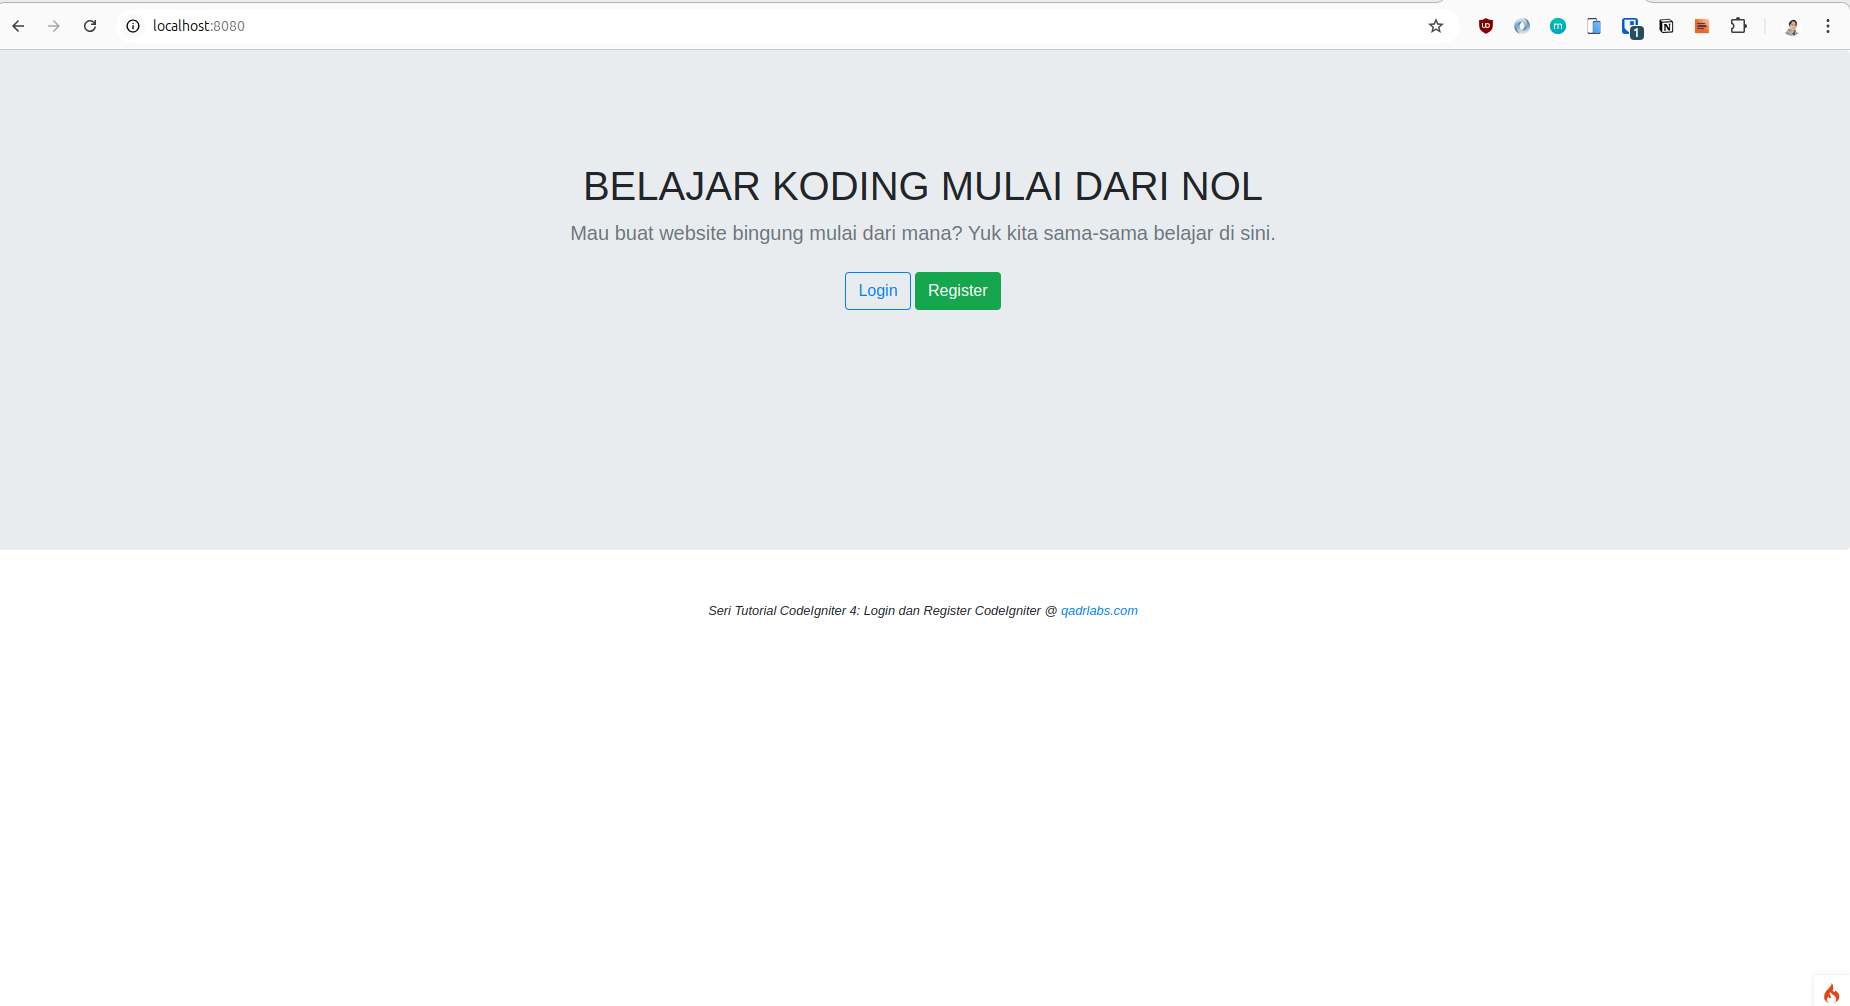 localhost:8080
1
BELAJAR KODING MULAI DARI NOL
Mau buat website bingung mulai dari mana? Yuk kita sama-sama belajar di sini.
Login Register
Seri Tutorial CodeIgniter 4: Login dan Register CodeIgniter @ qadrlabs.com